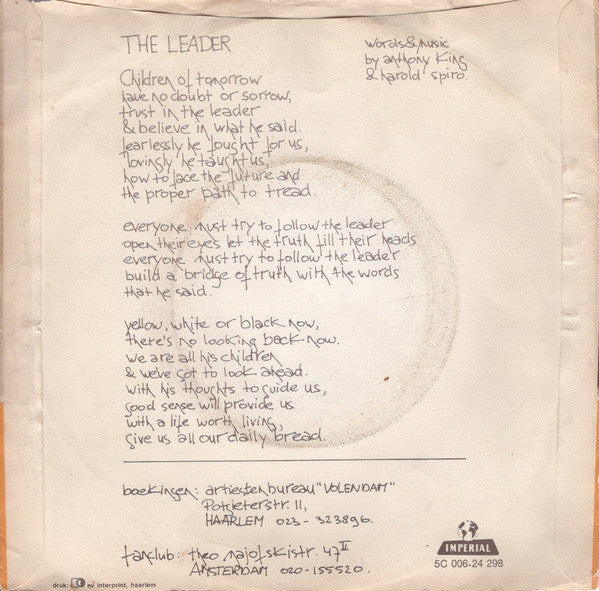 THE LEADER
words & music
by anthony king
& harold spiro.
Children of tomorrow
have no doubt or sorrow,
trust in the leader
& believe in what he said.
fearlessly he fought for us,
lovingly he taught us,
how to face the future and
the proper path to tread.
everyone must try to follow the leader
open their eyes let the truth fill their heads
everyone must try to follow the leader
build a bridge of truth with the words
that he said.
yellow, white or black now,
there's no looking back now.
we are all his children
& we've got to look ahead.
with his thoughts to guide us,
good sense will provide us
with a life worth living,
give us all our daily bread.
boekingen: artiestenbureau "VOLENDAM"
Potgieterstr. 11,
HAARLEM 023-323896.
fanclub: theo majofskistr. 47 II
AMSTERDAM 020-155520.
IMPERIAL
5C 006-24 298
druk: ev interprint, haarlem